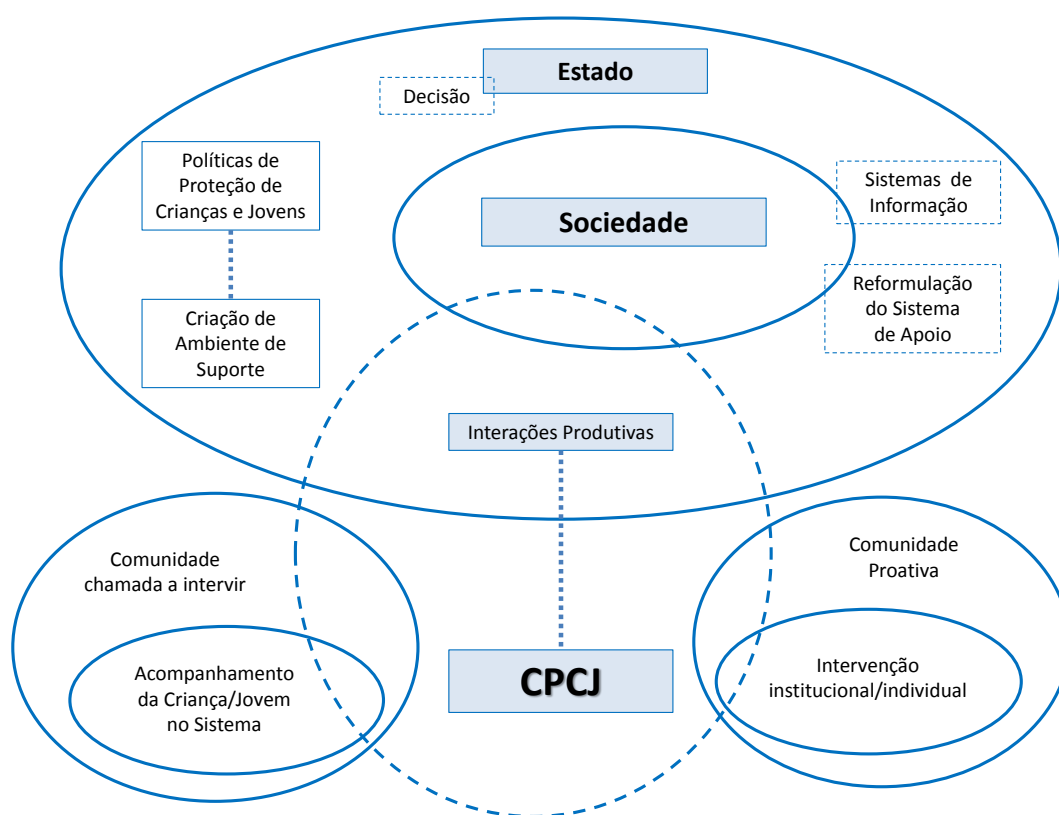 Estado
Decisão
Políticas de
Proteção de
Crianças e Jovens
Sistemas de
Informação
Sociedade
Reformulação
do Sistema
de Apoio
Criação de
Ambiente de
Suporte
Interações Produtivas
Comunidade
chamada a intervir
Comunidade
Proativa
Acompanhamento
da Criança/Jovem
no Sistema
CPCJ
Intervenção
institucional/individual